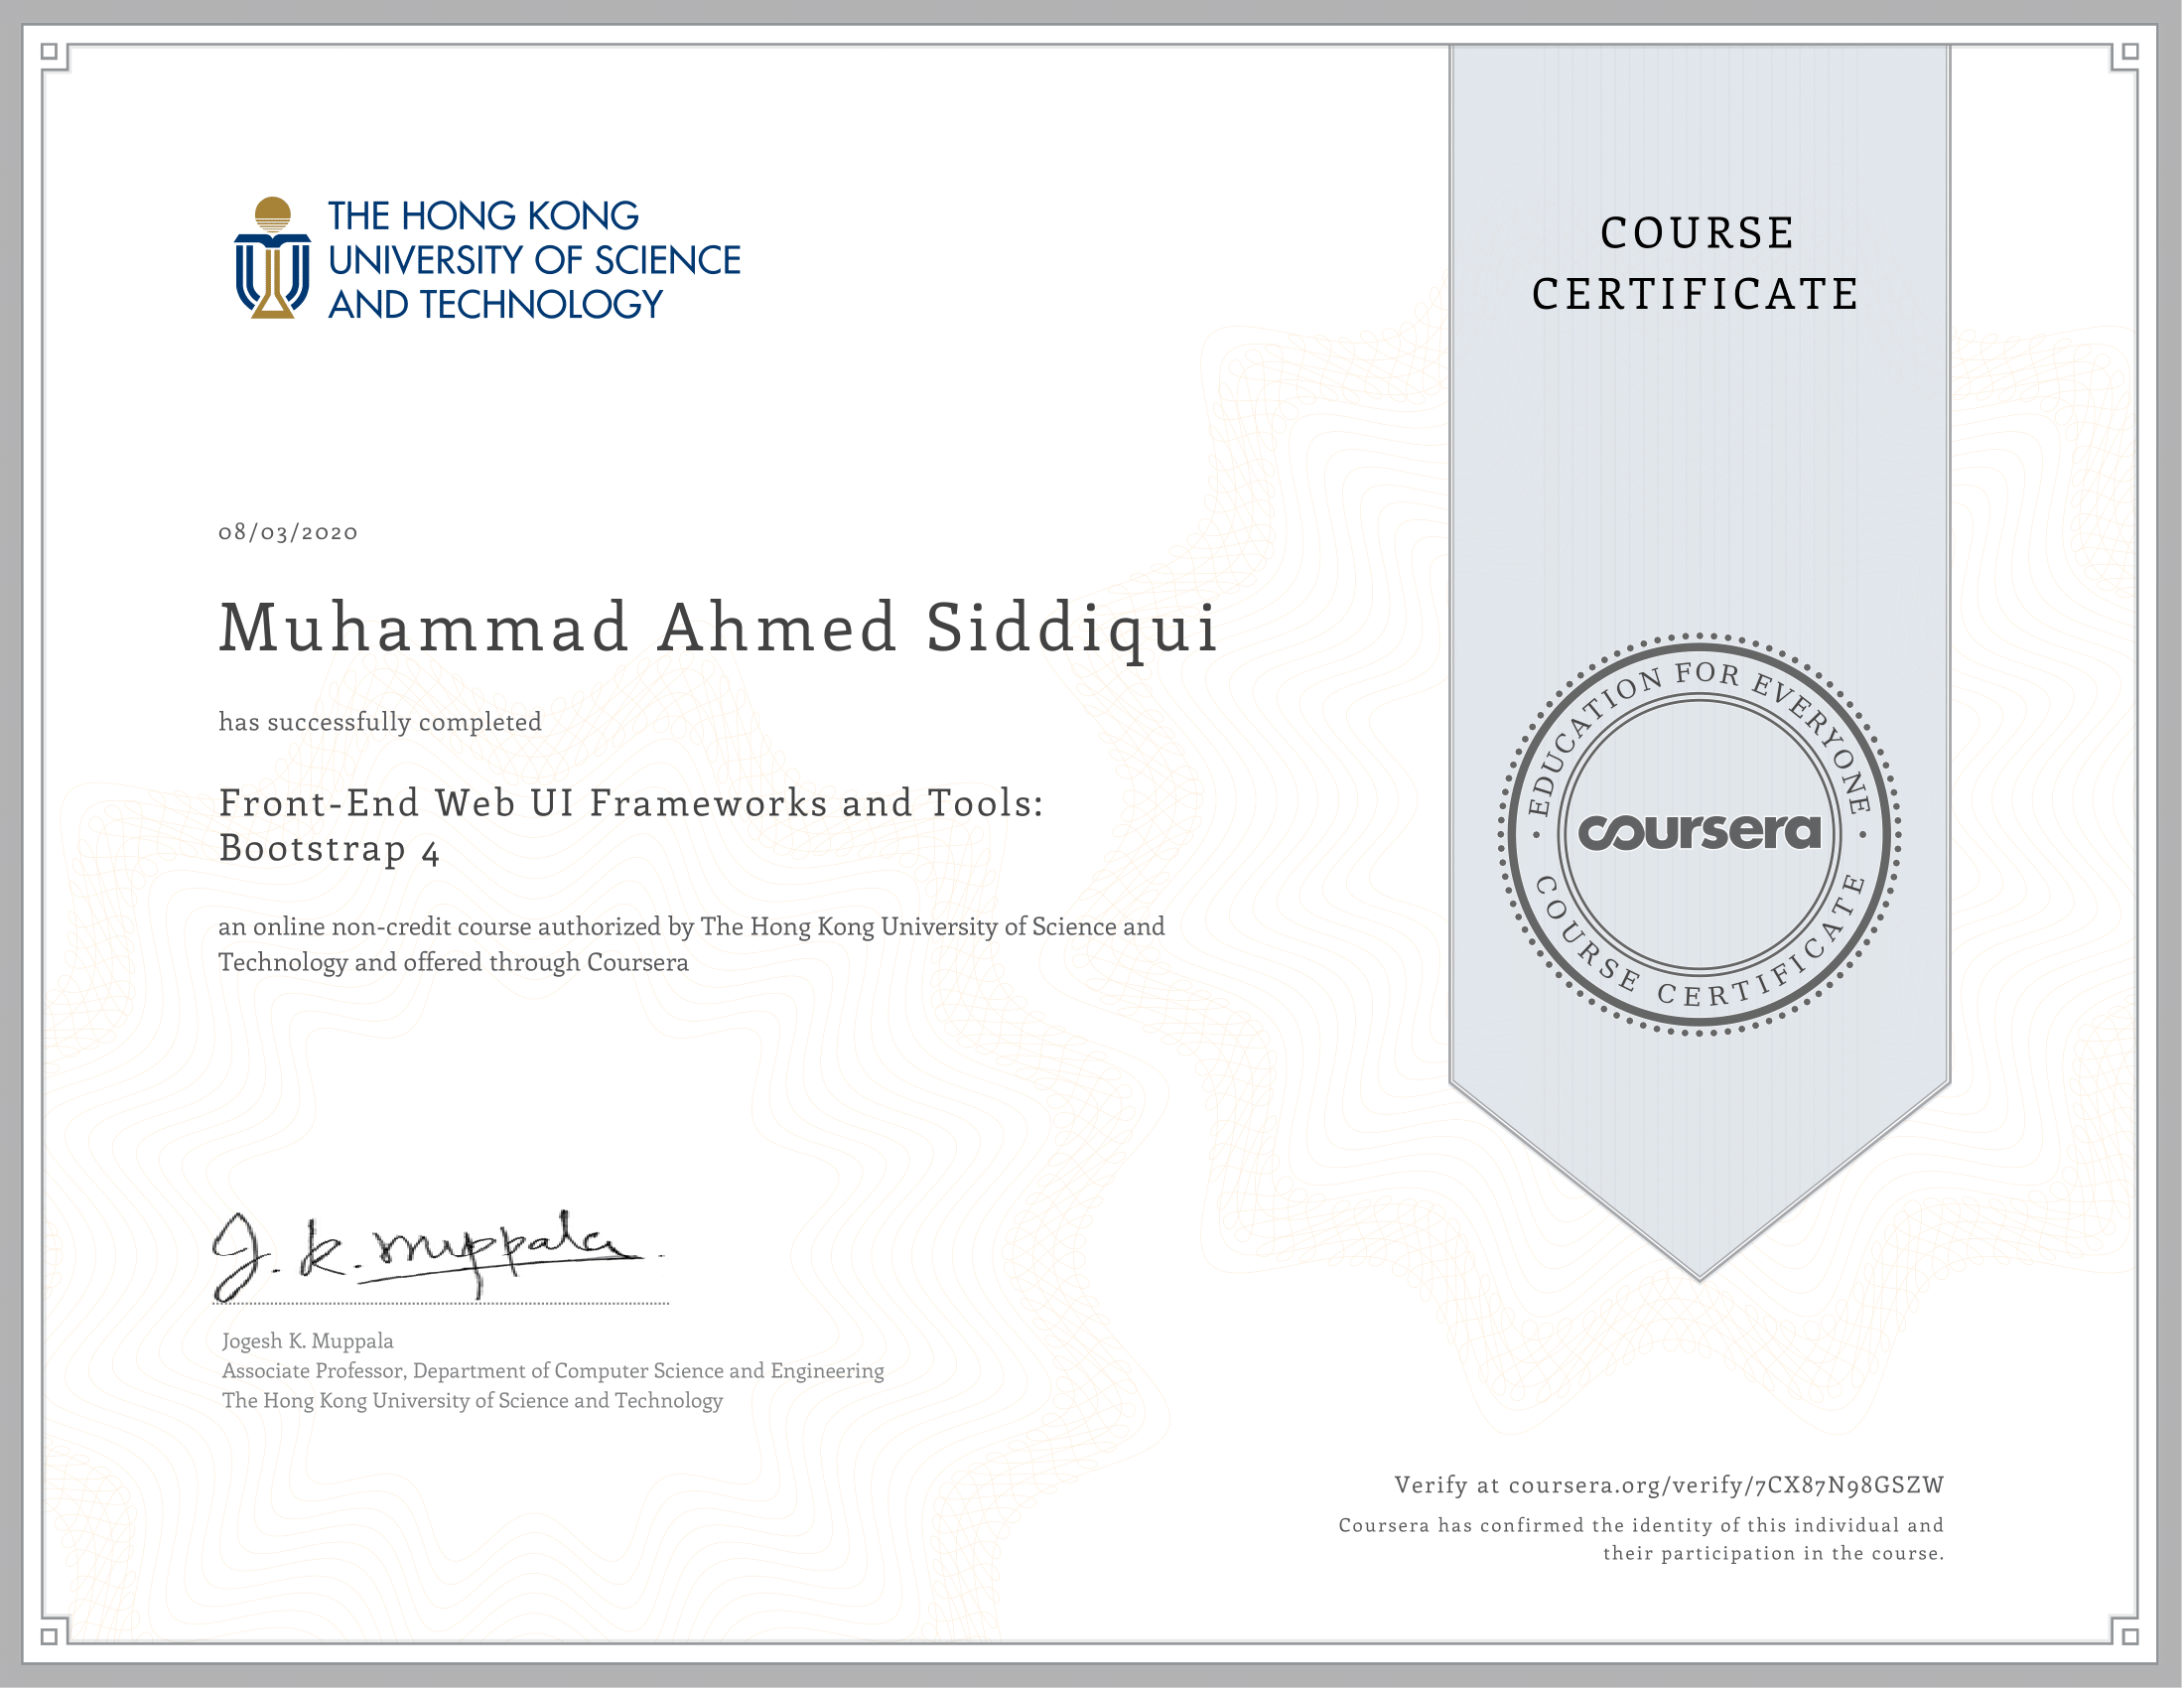 THE HONG KONG
UNIVERSITY OF SCIENCE
AND TECHNOLOGY
COURSE
CERTIFICATE
08/03/2020
Muhammad Ahmed Siddiqui
has successfully completed
Front-End Web UI Frameworks and Tools:
Bootstrap 4
an online non-credit course authorized by The Hong Kong University of Science and
Technology and offered through Coursera
EDUCATION FOR EVERYONE
coursera
COURSE CERTIFICATE
J. K. Muppala
Jogesh K. Muppala
Associate Professor, Department of Computer Science and Engineering
The Hong Kong University of Science and Technology
Verify at coursera.org/verify/7CX87N98GSZW
Coursera has confirmed the identity of this individual and
their participation in the course.